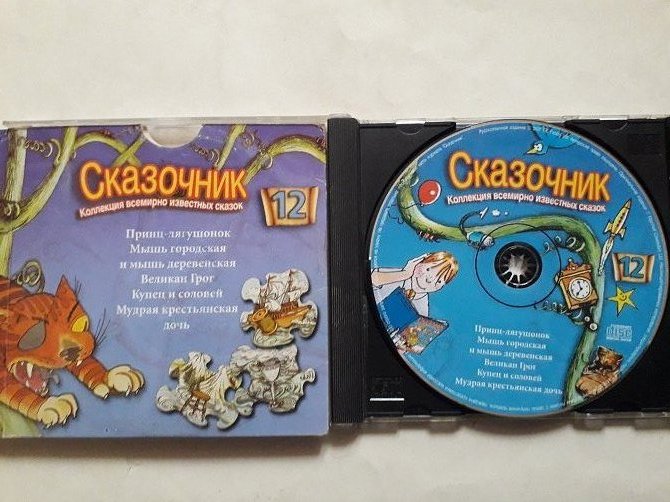 Сказочник
Коллекция всемирно известных сказок
12
Принц-лягушонок
Мышь городская
и мышь деревенская
Великан Грог
Купец и соловей
Мудрая крестьянская
дочь
Сказочник
Коллекция всемирно известных сказок
12
Принц-лягушонок
Мышь городская
и мышь деревенская
Великан Грог
Купец и соловей
Мудрая крестьянская дочь